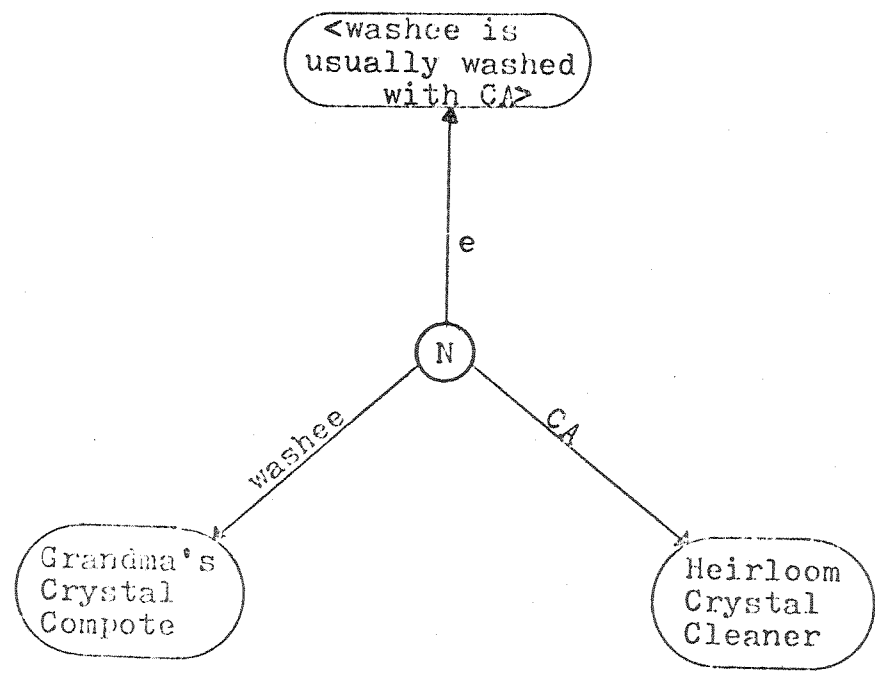 <washee is
usually washed
with CA>
e
N
washee
CA
Grandma's
Crystal
Compote
Heirloom
Crystal
Cleaner